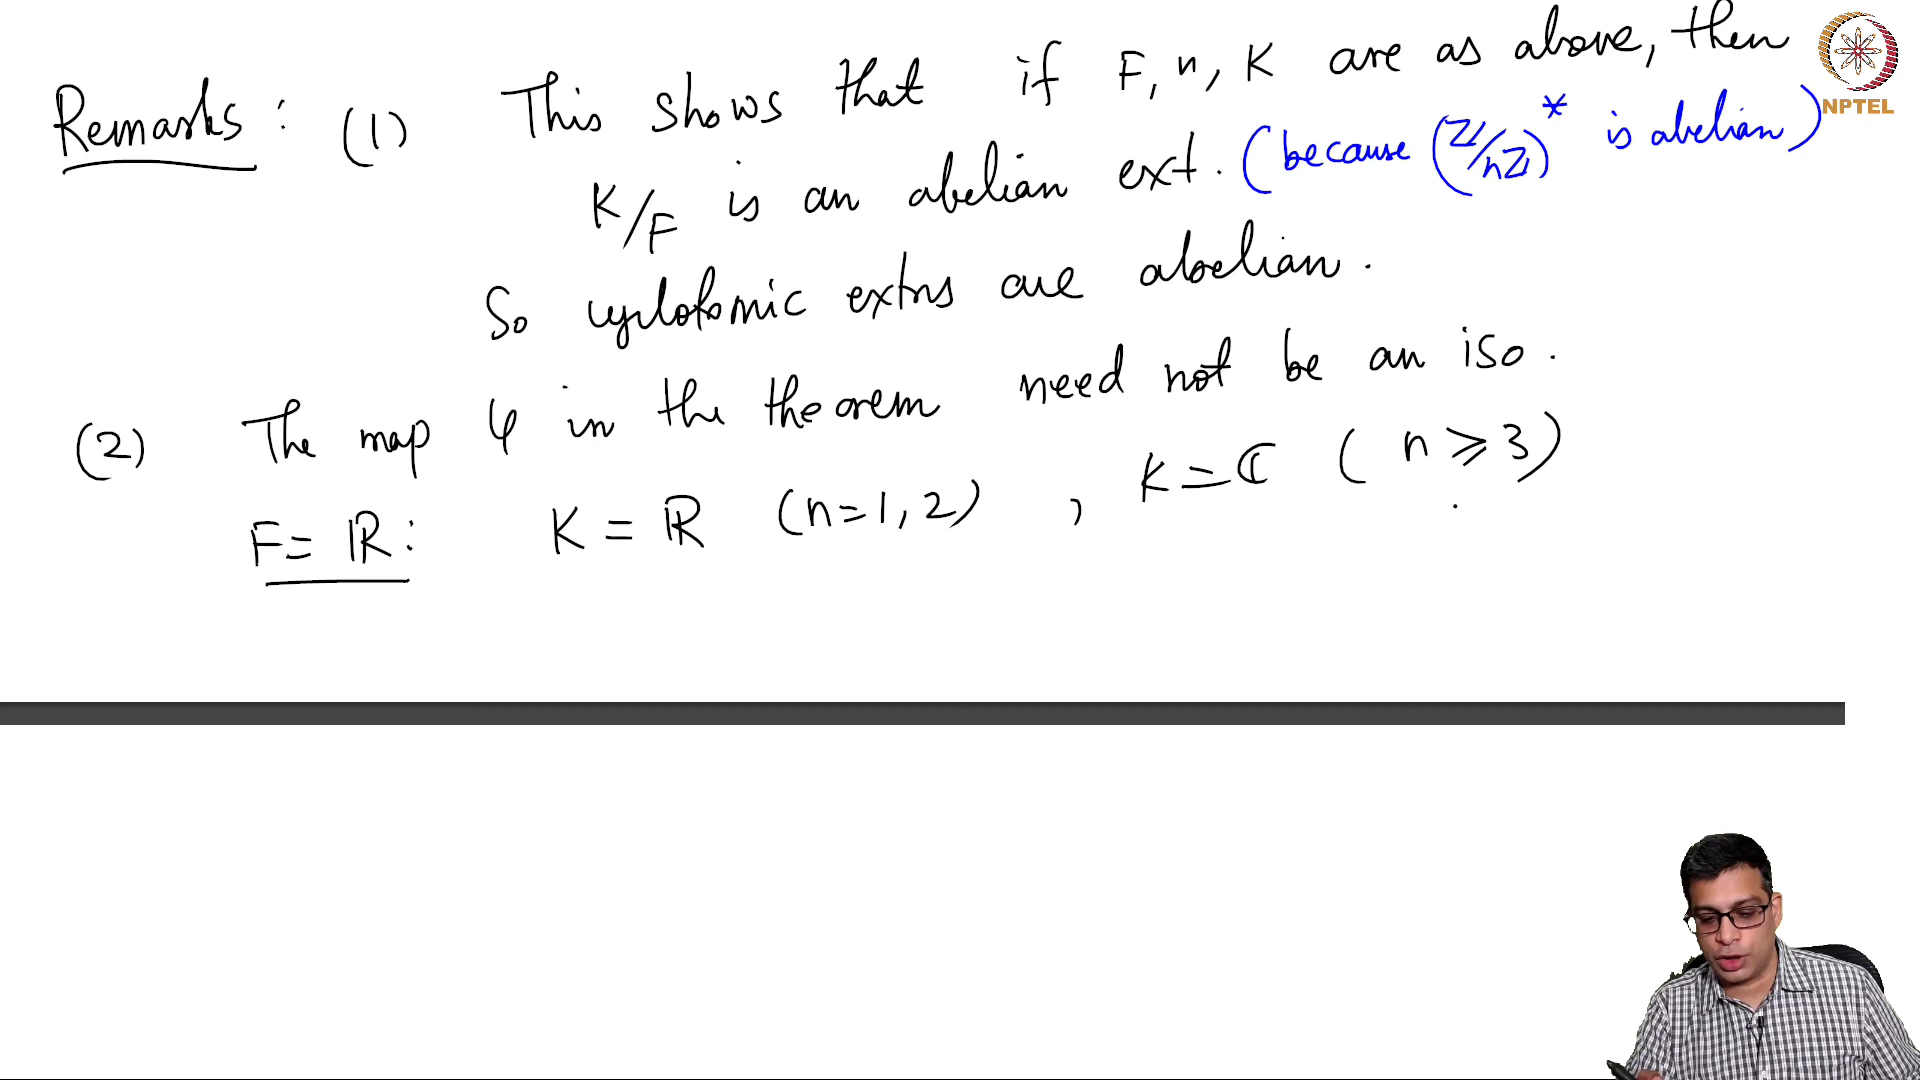 Remarks: (1) This shows that if F, n, K are as above, then
K/F is an abelian ext. (because (ℤ/nℤ)* is abelian)
So cyclotomic extns are abelian.
(2) The map φ in the theorem need not be an iso.
F = ℝ: K = ℝ (n=1,2), K = ℂ (n ≥ 3)
NPTEL